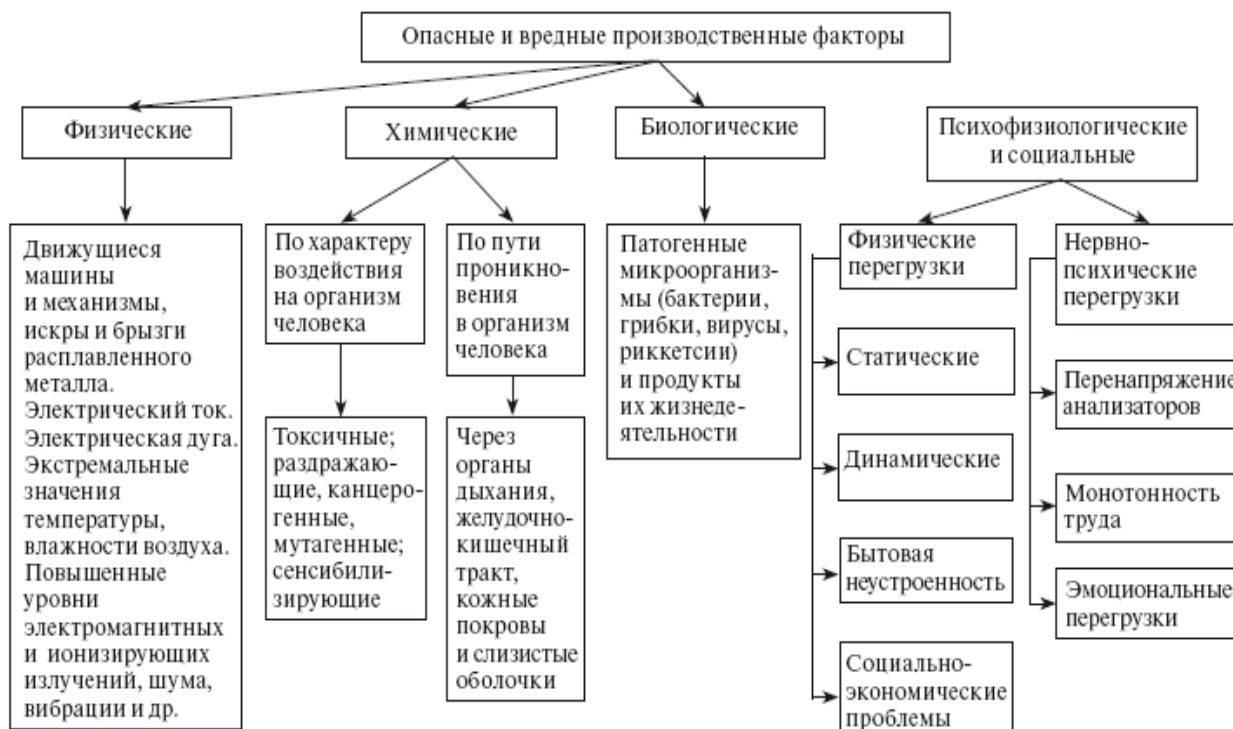 Опасные и вредные производственные факторы
Физические
Химические
Биологические
Психофизиологические
и социальные
Движущиеся
машины
и механизмы,
искры и брызги
расплавленного
металла.
Электрический ток.
Электрическая дуга.
Экстремальные
значения
температуры,
влажности воздуха.
Повышенные
уровни
электромагнитных
и ионизирующих
излучений, шума,
вибрации и др.
По характеру
воздействия
на организм
человека
Токсичные;
раздражаю-
щие, канцеро-
генные,
мутагенные;
сенсибили-
зирующие
По пути
проникно-
вения
в организм
человека
Через
органы
дыхания,
желудочно-
кишечный
тракт,
кожные
покровы
и слизистые
оболочки
Патогенные
микроорганиз-
мы (бактерии,
грибки, вирусы,
риккетсии)
и продукты
их жизнеде-
ятельности
Физические
перегрузки
Статические
Динамические
Бытовая
неустроенность
Социально-
экономические
проблемы
Нервно-
психические
перегрузки
Перенапряжение
анализаторов
Монотонность
труда
Эмоциональные
перегрузки